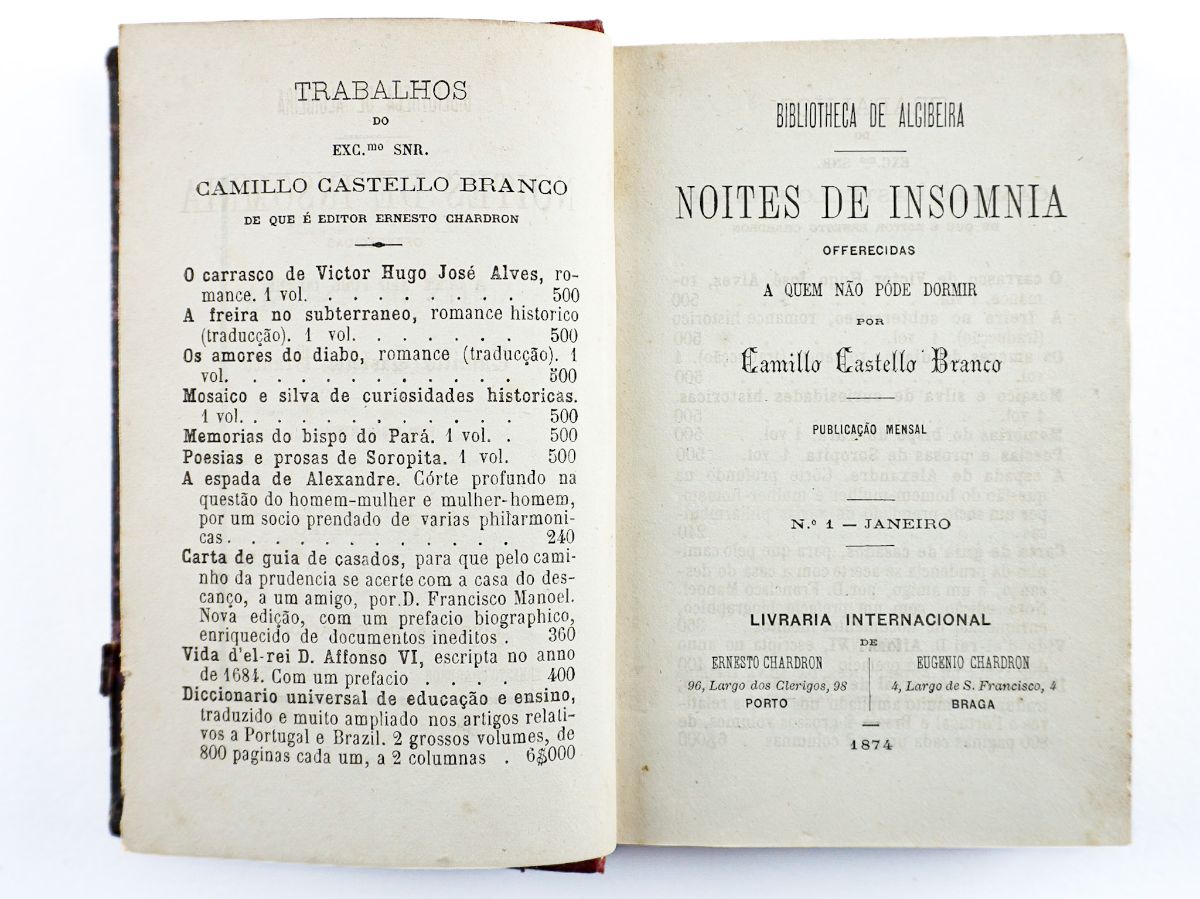 TRABALHOS
DO
EXC.mo SNR.
CAMILLO CASTELLO BRANCO
DE QUE É EDITOR ERNESTO CHARDRON
O carrasco de Victor Hugo José Alves, ro-
mance. 1 vol. . . . . . . . . 500
A freira no subterraneo, romance historico
(traducção). 1 vol. . . . . . . 500
Os amores do diabo, romance (traducção). 1
vol. . . . . . . . . . . . 500
Mosaico e silva de curiosidades historicas.
1 vol. . . . . . . . . . . 500
Memorias do bispo do Pará. 1 vol. . 500
Poesias e prosas de Soropita. 1 vol. 500
A espada de Alexandre. Córte profundo na
questão do homem-mulher e mulher-homem,
por um socio prendado de varias philarmoni-
cas. . . . . . . . . . . . 240
Carta de guia de casados, para que pelo cami-
nho da prudencia se acerte com a casa do des-
canço, a um amigo, por D. Francisco Manoel.
Nova edição, com um prefacio biographico,
enriquecido de documentos ineditos . 360
Vida d'el-rei D. Affonso VI, escripta no anno
de 1684. Com um prefacio . . . . 400
Diccionario universal de educação e ensino,
traduzido e muito ampliado nos artigos relati-
vos a Portugal e Brazil. 2 grossos volumes, de
800 paginas cada um, a 2 columnas . 6$000
BIBLIOTHECA DE ALGIBEIRA
NOITES DE INSOMNIA
OFFERECIDAS
A QUEM NÃO PÓDE DORMIR
POR
Camillo Castello Branco
PUBLICAÇÃO MENSAL
N.º 1 — JANEIRO
LIVRARIA INTERNACIONAL
DE
ERNESTO CHARDRON
96, Largo dos Clerigos, 98
PORTO
EUGENIO CHARDRON
4, Largo de S. Francisco, 4
BRAGA
1874